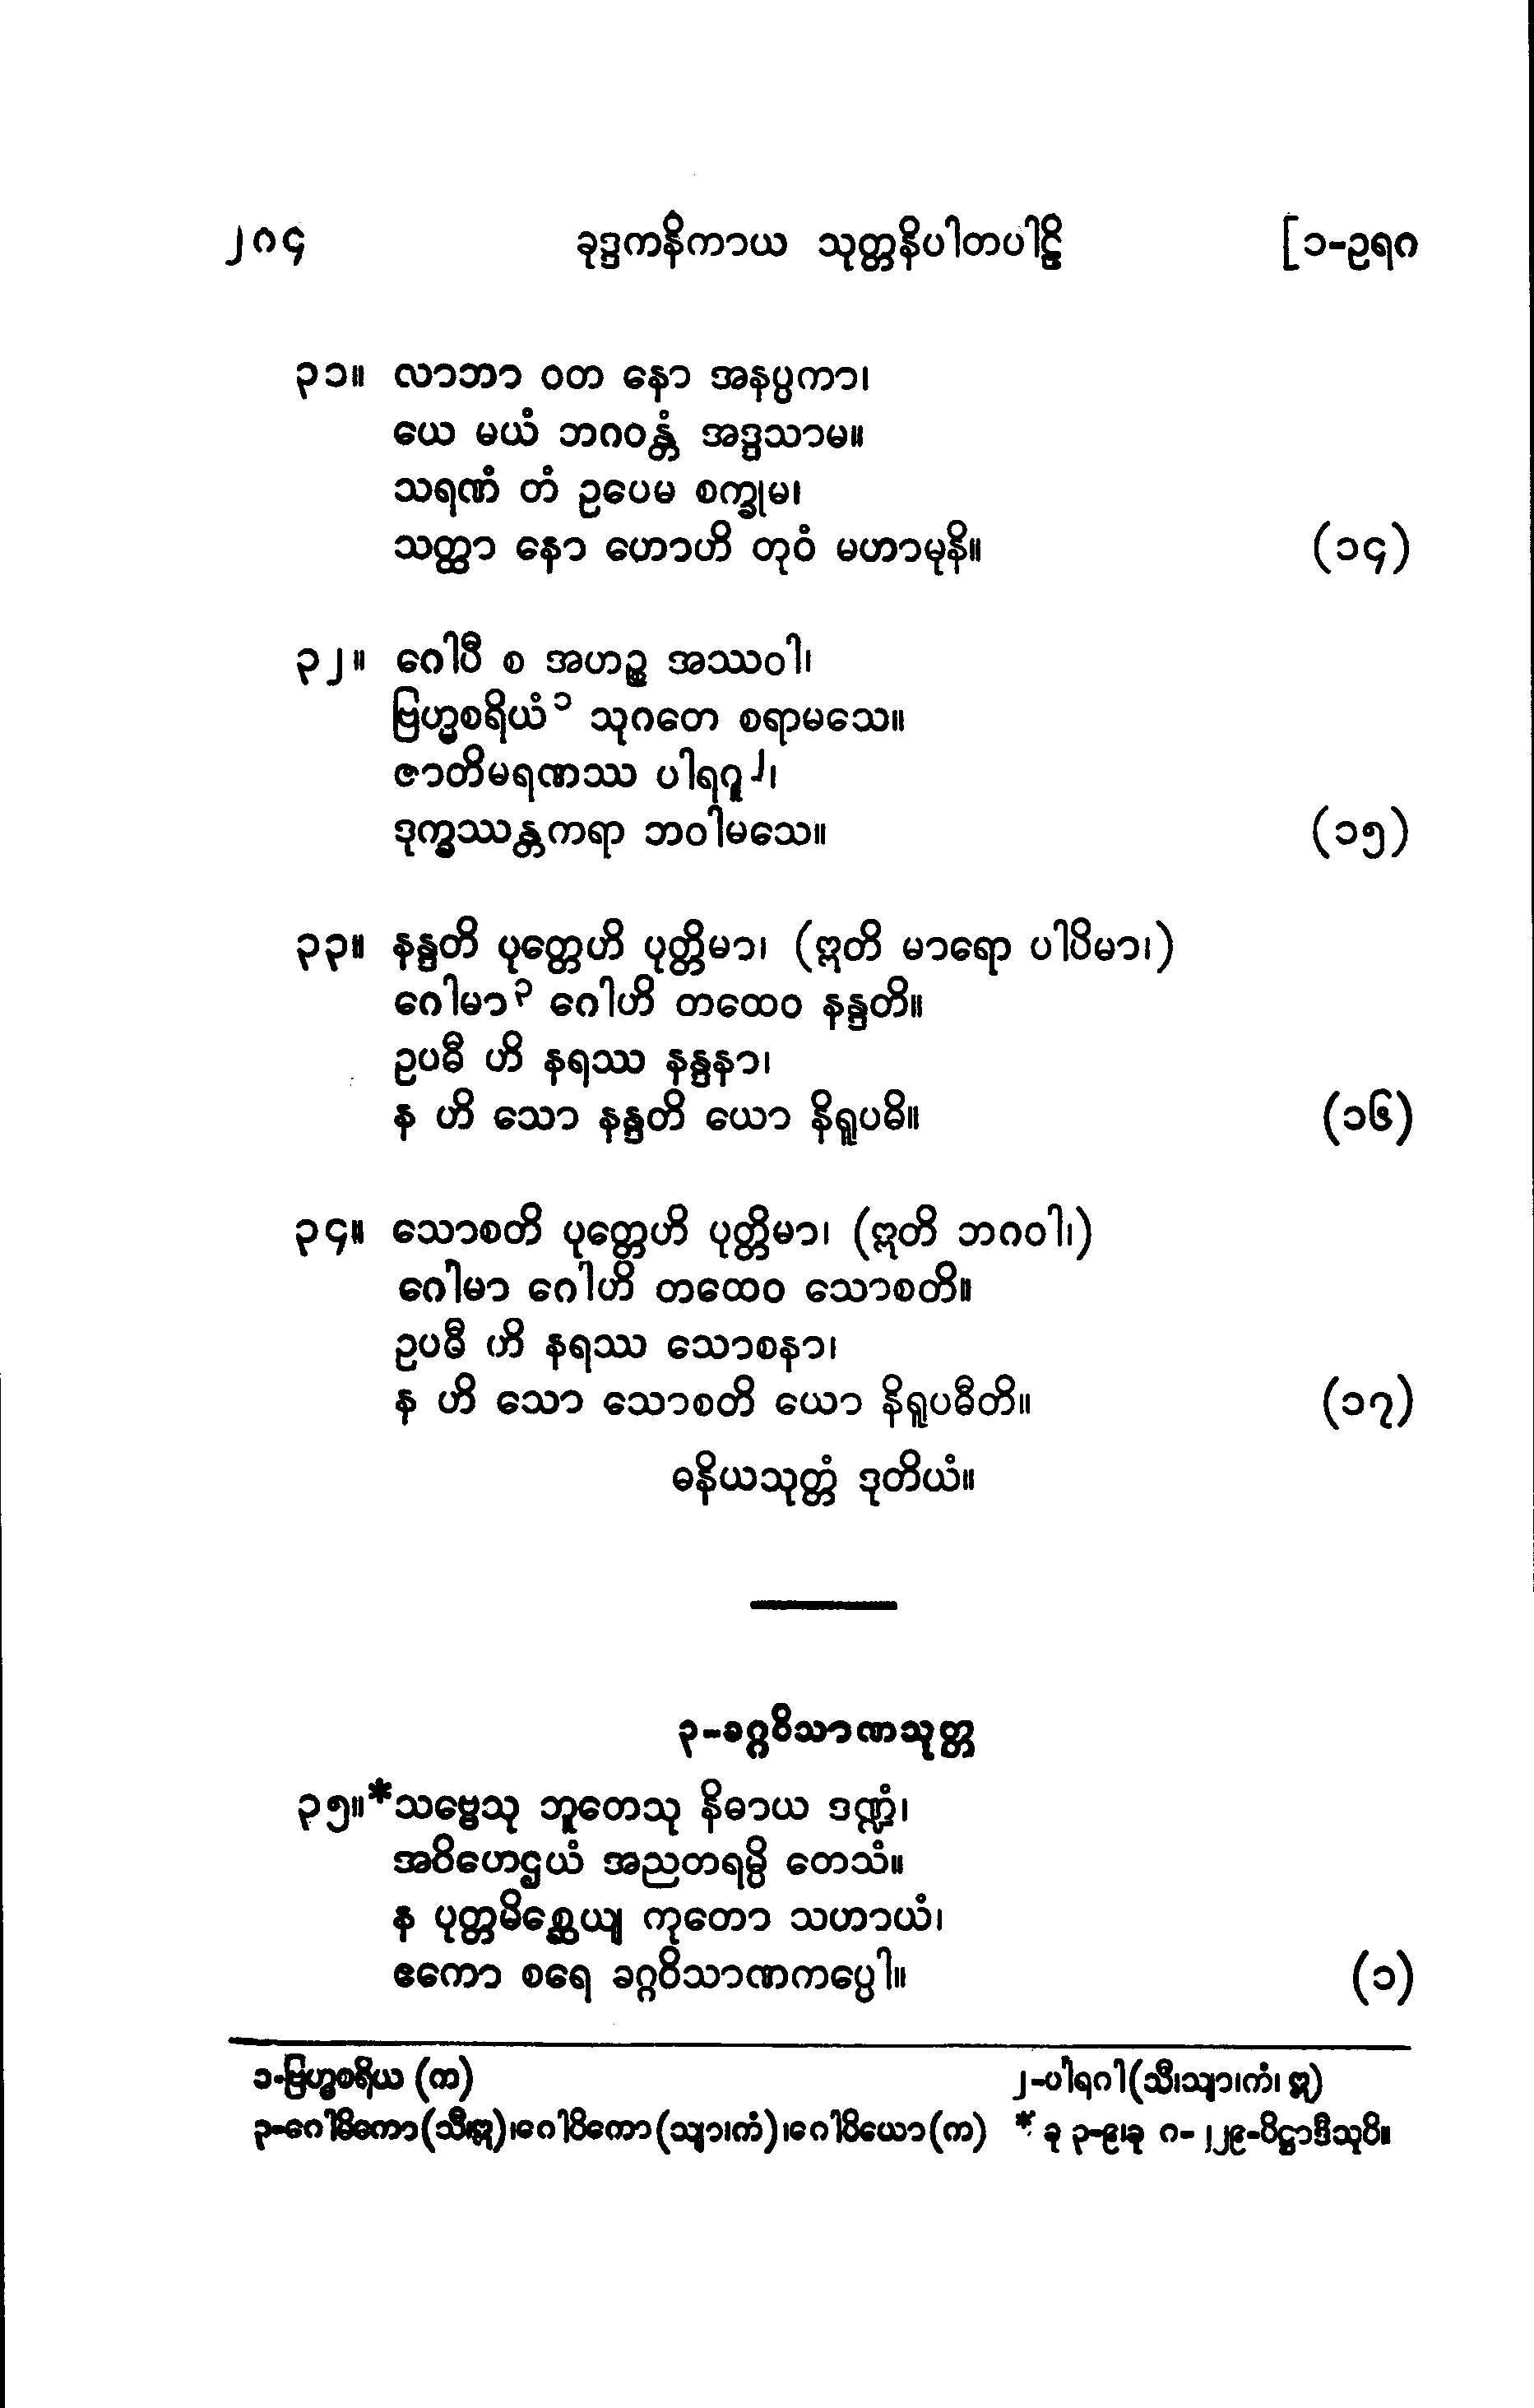 ၂၈၄ ခုဒ္ဒကနိကာယ သုတ္တနိပါတပါဠိ [၁-ဥရဂ
၃၁။ လာဘာ ဝတ နော အနပ္ပကာ၊
ယေ မယံ ဘဂဝန္တံ အဒ္ဒသာမ။
သရဏံ တံ ဥပေမ စက္ခုမ၊
သတ္ထာ နော ဟောဟိ တုဝံ မဟာမုနိ။ (၁၄)
၃၂။ ဂေါပီ စ အဟဉ္စ အဿဝါ၊
ဗြဟ္မစရိယံ၁ သုဂတေ စရာမသေ။
ဇာတိမရဏဿ ပါရဂူ၂၊
ဒုက္ခဿန္တကရာ ဘဝါမသေ။ (၁၅)
၃၃။ နန္ဒတိ ပုတ္တေဟိ ပုတ္တိမာ၊ (ဣတိ မာရော ပါပိမာ၊)
ဂေါမာ၃ ဂေါဟိ တထေဝ နန္ဒတိ။
ဥပဓီ ဟိ နရဿ နန္ဒနာ၊
န ဟိ သော နန္ဒတိ ယော နိရူပဓိ။ (၁၆)
၃၄။ သောစတိ ပုတ္တေဟိ ပုတ္တိမာ၊ (ဣတိ ဘဂဝါ၊)
ဂေါမာ ဂေါဟိ တထေဝ သောစတိ။
ဥပဓီ ဟိ နရဿ သောစနာ၊
န ဟိ သော သောစတိ ယော နိရူပဓီတိ။ (၁၇)
ဓနိယသုတ္တံ ဒုတိယံ။
၃-ခဂ္ဂဝိသာဏသုတ္တ
၃၅။*သဗ္ဗေသု ဘူတေသု နိဓာယ ဒဏ္ဍံ၊
အဝိဟေဌယံ အညတရမ္ပိ တေသံ။
န ပုတ္တမိစ္ဆေယျ ကုတော သဟာယံ၊
ဧကော စရေ ခဂ္ဂဝိသာဏကပ္ပေါ။ (၁)
၁-ဗြဟ္မစရိယ (က) ၂-ပါရဂါ (သီ၊သျာ၊ကံ၊ဣ)
၃-ဂေါမိကော (သီ၊ဣ)၊ဂေါပိကော (သျာ၊ကံ)၊ဂေါပိယော (က) * ခု ၃-၉၊ခု ၈-၂၂၉-ပိဋ္ဌာဒီသုပိ။